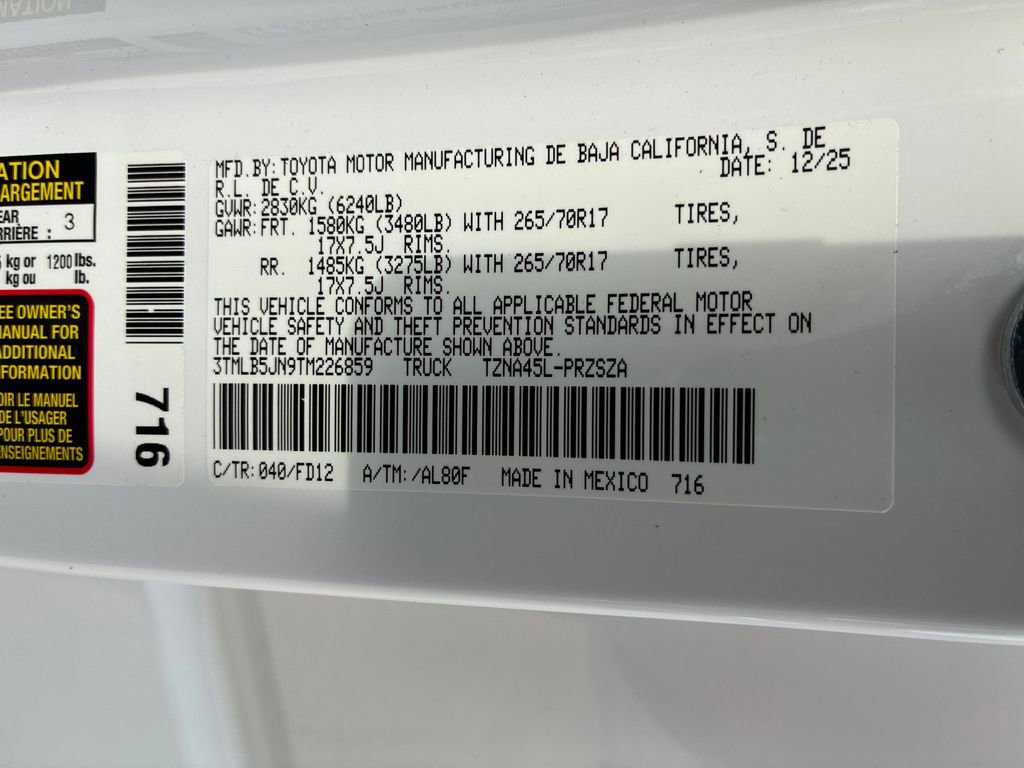 ATION
ARGEMENT
EAR
RRIÈRE : 3
kg or 1200 lbs.
kg ou lb.
EE OWNER'S
MANUAL FOR
ADDITIONAL
NFORMATION
OIR LE MANUEL
DE L'USAGER
POUR PLUS DE
ENSEIGNEMENTS
716
MFD.BY:TOYOTA MOTOR MANUFACTURING DE BAJA CALIFORNIA, S. DE
R.L. DE C.V. DATE: 12/25
GVWR:2830KG (6240LB)
GAWR:FRT. 1580KG (3480LB) WITH 265/70R17 TIRES,
17X7.5J RIMS.
RR. 1485KG (3275LB) WITH 265/70R17 TIRES,
17X7.5J RIMS.
THIS VEHICLE CONFORMS TO ALL APPLICABLE FEDERAL MOTOR
VEHICLE SAFETY AND THEFT PREVENTION STANDARDS IN EFFECT ON
THE DATE OF MANUFACTURE SHOWN ABOVE.
3TMLB5JN9TM226859 TRUCK TZNA45L-PRZSZA
C/TR:040/FD12 A/TM:/AL80F MADE IN MEXICO 716